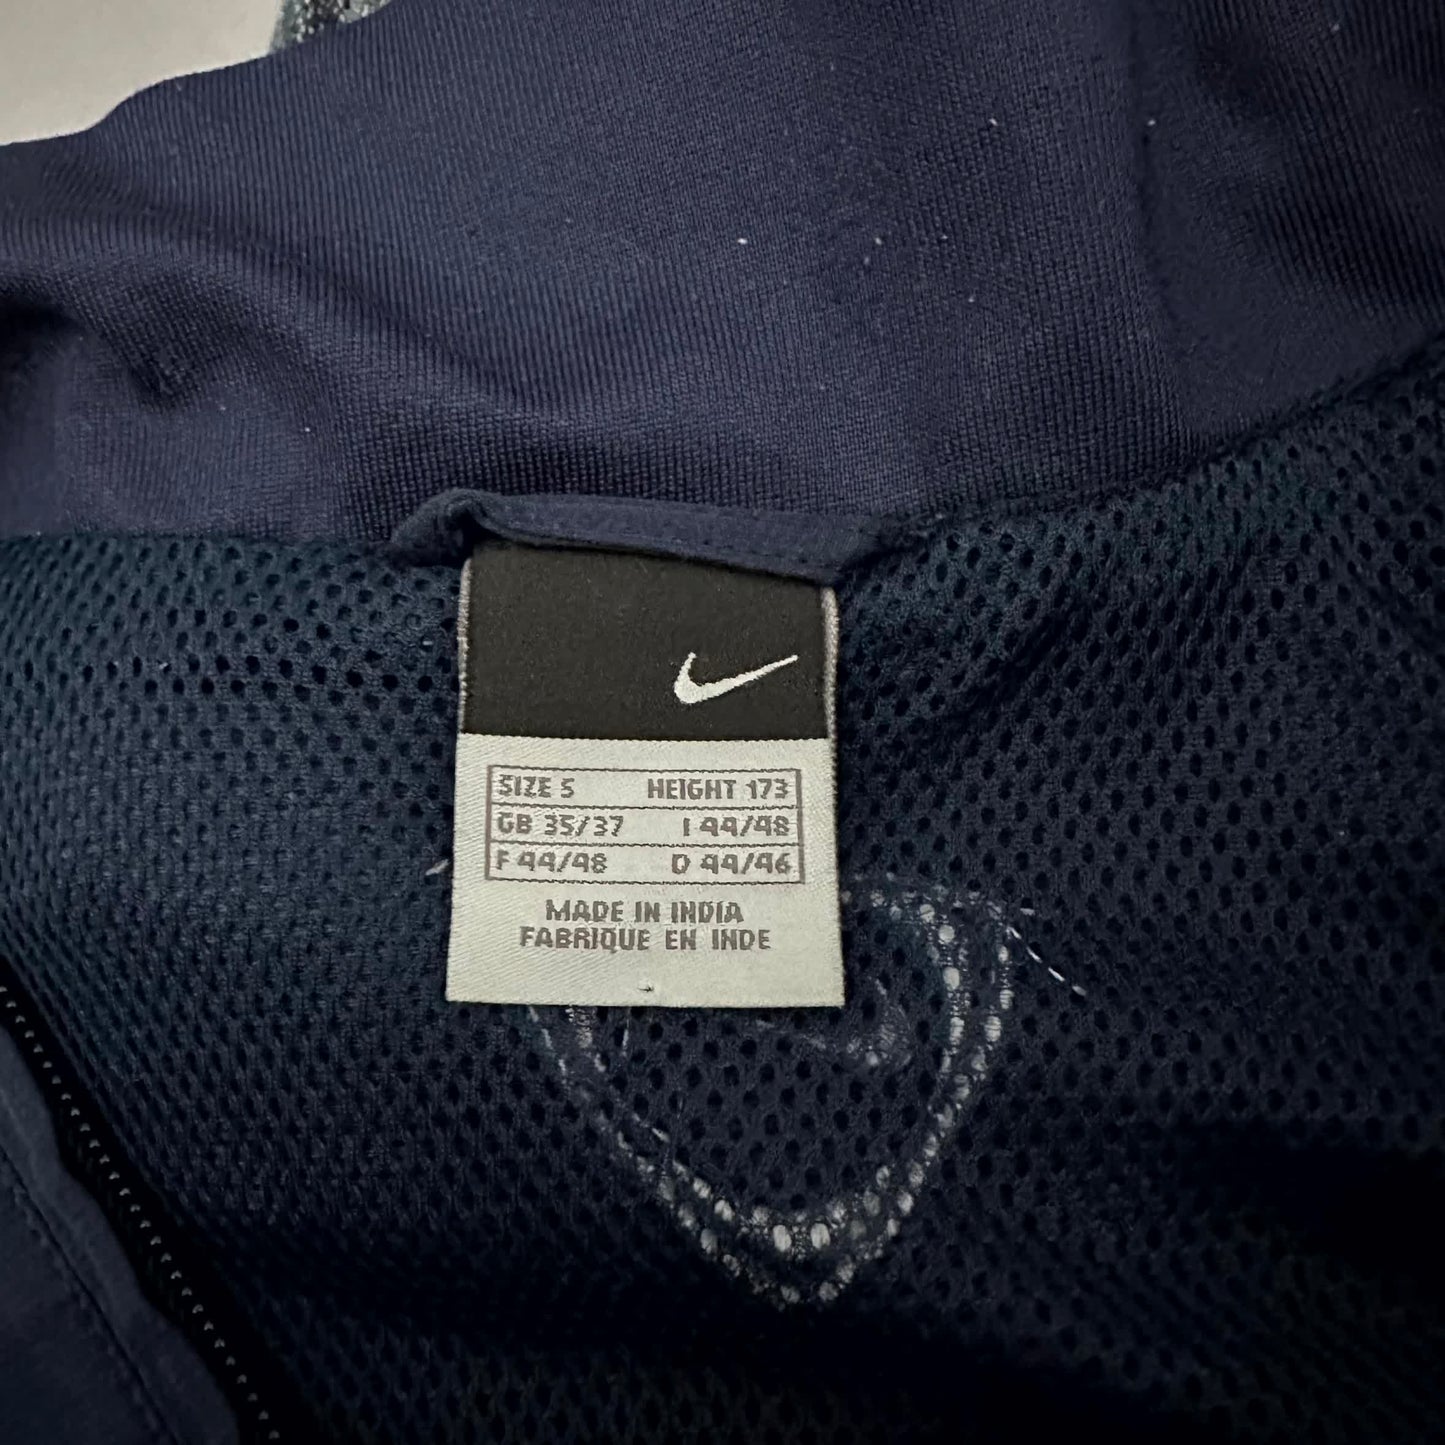 SIZE S HEIGHT 173
GB 35/37 I 44/48
F 44/48 D 44/46
MADE IN INDIA
FABRIQUE EN INDE